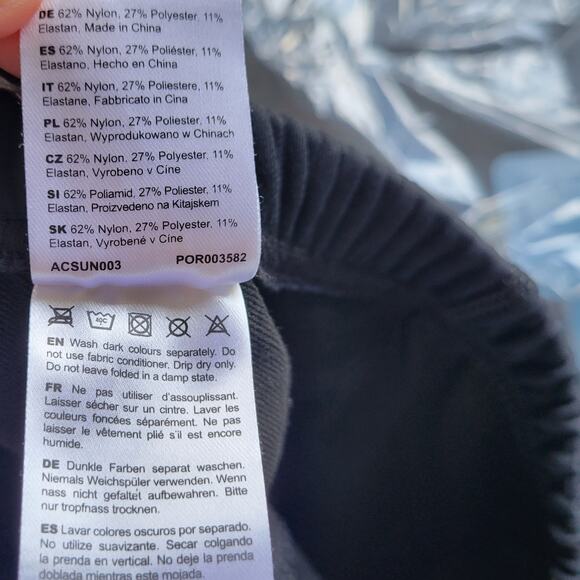 DE 62% Nylon, 27% Polyester, 11%
Elastan, Made in China
ES 62% Nylon, 27% Poliéster, 11%
Elastano, Hecho en China
IT 62% Nylon, 27% Poliestere, 11%
Elastane, Fabbricato in Cina
PL 62% Nylon, 27% Poliester, 11%
Elastan, Wyprodukowano w Chinach
CZ 62% Nylon, 27% Polyester, 11%
Elastan, Vyrobeno v Číne
SI 62% Poliamid, 27% Poliester, 11%
Elastan, Proizvedeno na Kitajskem
SK 62% Nylon, 27% Polyester, 11%
Elastan, Vyrobené v Číne
ACSUN003 POR003582
40C
EN Wash dark colours separately. Do
not use fabric conditioner. Drip dry only.
Do not leave folded in a damp state.
FR Ne pas utiliser d'assouplissant.
Laisser sécher sur un cintre. Laver les
couleurs foncées séparément. Ne pas
laisser le vêtement plié s'il est encore
humide.
DE Dunkle Farben separat waschen.
Niemals Weichspüler verwenden. Wenn
nass nicht gefaltet aufbewahren. Bitte
nur tropfnass trocknen.
ES Lavar colores oscuros por separado.
No utilize suavizante. Secar colgando
la prenda en vertical. No deje la prenda
doblada mientras este mojada.